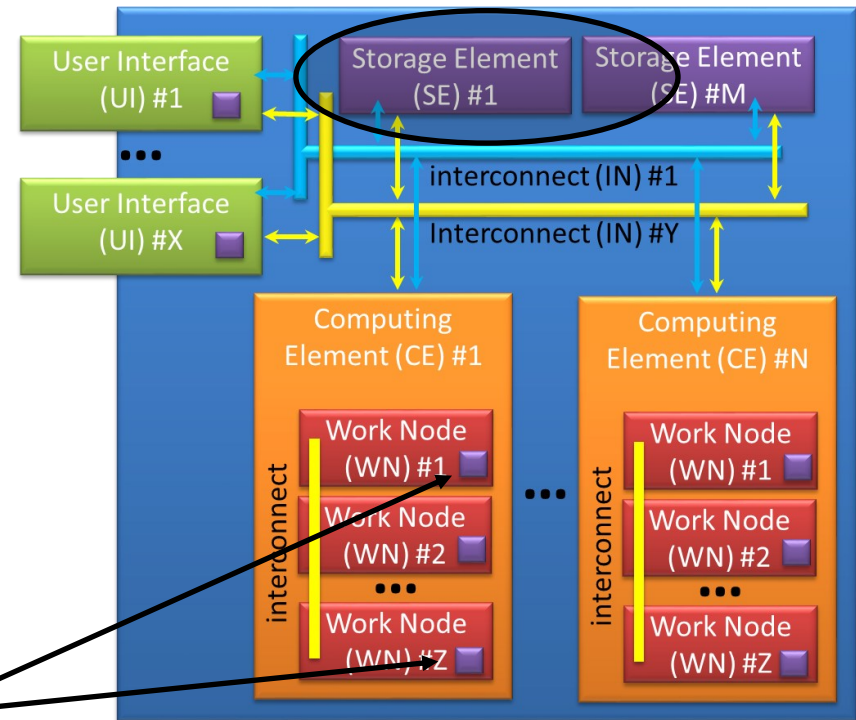 User Interface
(UI) #1
...
User Interface
(UI) #X
Storage Element
(SE) #1
Storage Element
(SE) #M
interconnect (IN) #1
Interconnect (IN) #Y
Computing
Element (CE) #1
interconnect
Work Node
(WN) #1
Work Node
(WN) #2
...
Work Node
(WN) #Z
...
Computing
Element (CE) #N
interconnect
Work Node
(WN) #1
Work Node
(WN) #2
...
Work Node
(WN) #Z